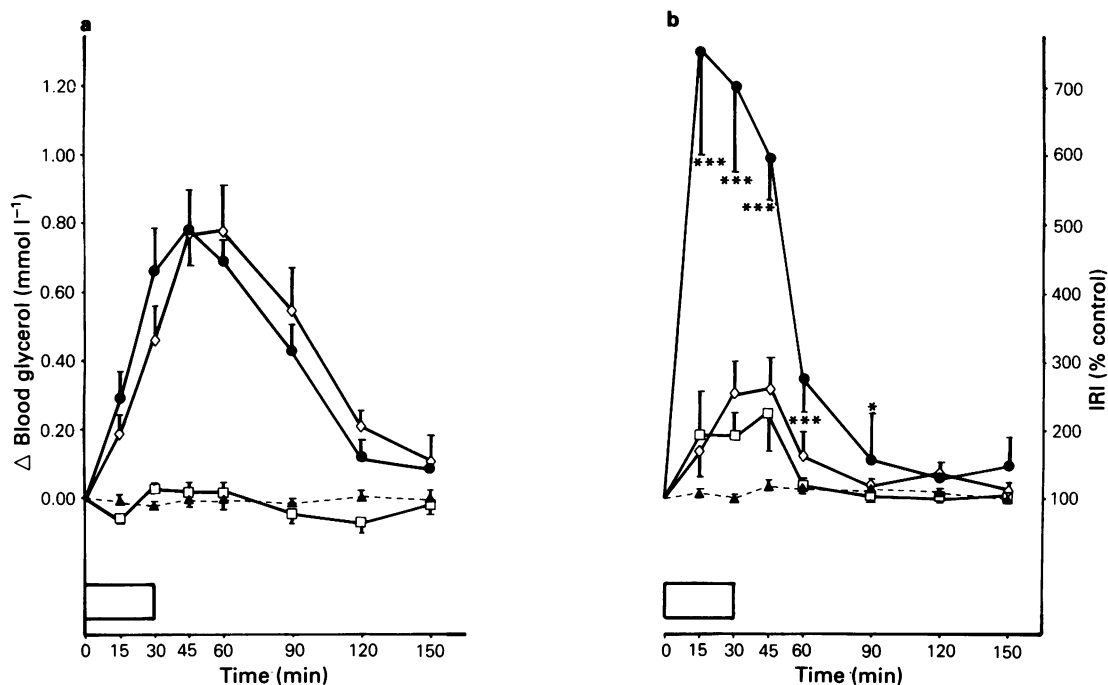 a
△ Blood glycerol (mmol l⁻¹)
1.20
1.00
0.80
0.60
0.40
0.20
0.00
0 15 30 45 60 90 120 150
Time (min)
b
***
***
***
***
*
IRI (% control)
700
600
500
400
300
200
100
0 15 30 45 60 90 120 150
Time (min)